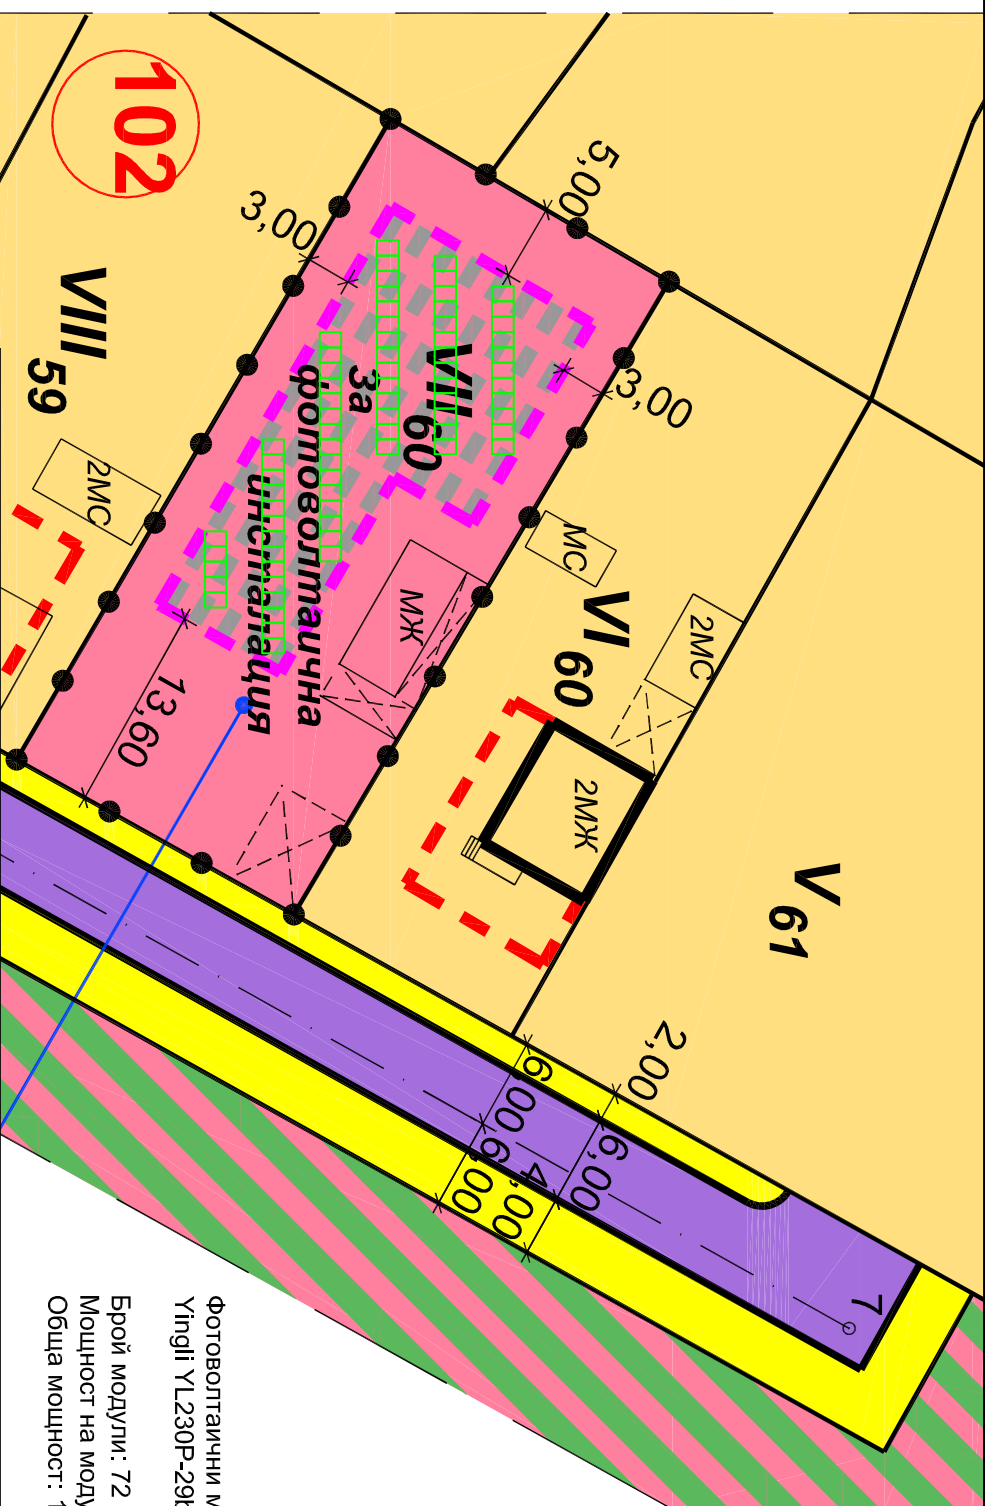 102
5,00
3,00
3,00
VIII
59
VII 60
За
фотоволтаична
инсталация
2МС
МС
2МС
МЖ
VI 60
2МЖ
V 61
13,60
2,00
6,00
6,00
6,00
4,00
7
Фотоволтаични
Yingli YL230P-29b
Брой модули: 72
Мощност на
Обща мощност: